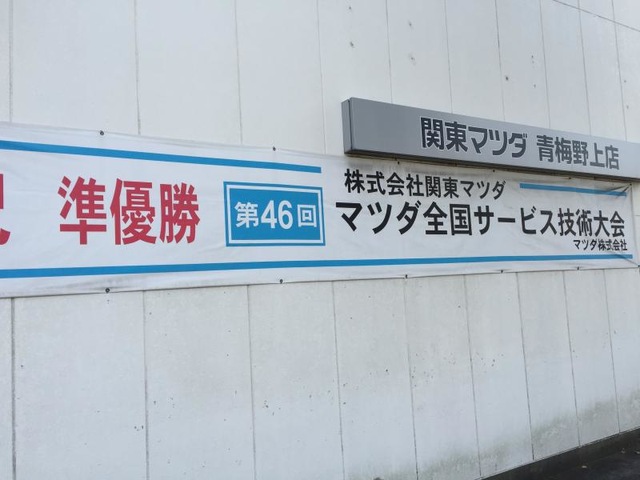 関東マツダ 青梅野上店
準優勝
第46回
株式会社関東マツダ
マツダ全国サービス技術大会
マツダ株式会社